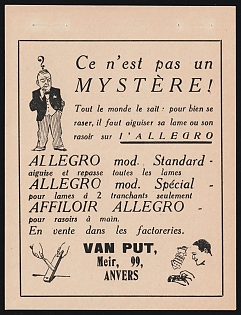 Ce n'est pas un
MYSTÈRE!
Tout le monde le sait: pour bien se
raser, il faut aiguiser sa lame ou son
rasoir sur l'ALLEGRO
ALLEGRO mod. Standard -
aiguise et repasse toutes les lames
ALLEGRO mod. Spécial -
pour lames à 2 tranchants seulement
AFFILOIR ALLEGRO -
pour rasoirs à main.
En vente dans les factoreries.
VAN PUT,
Meir, 99,
ANVERS